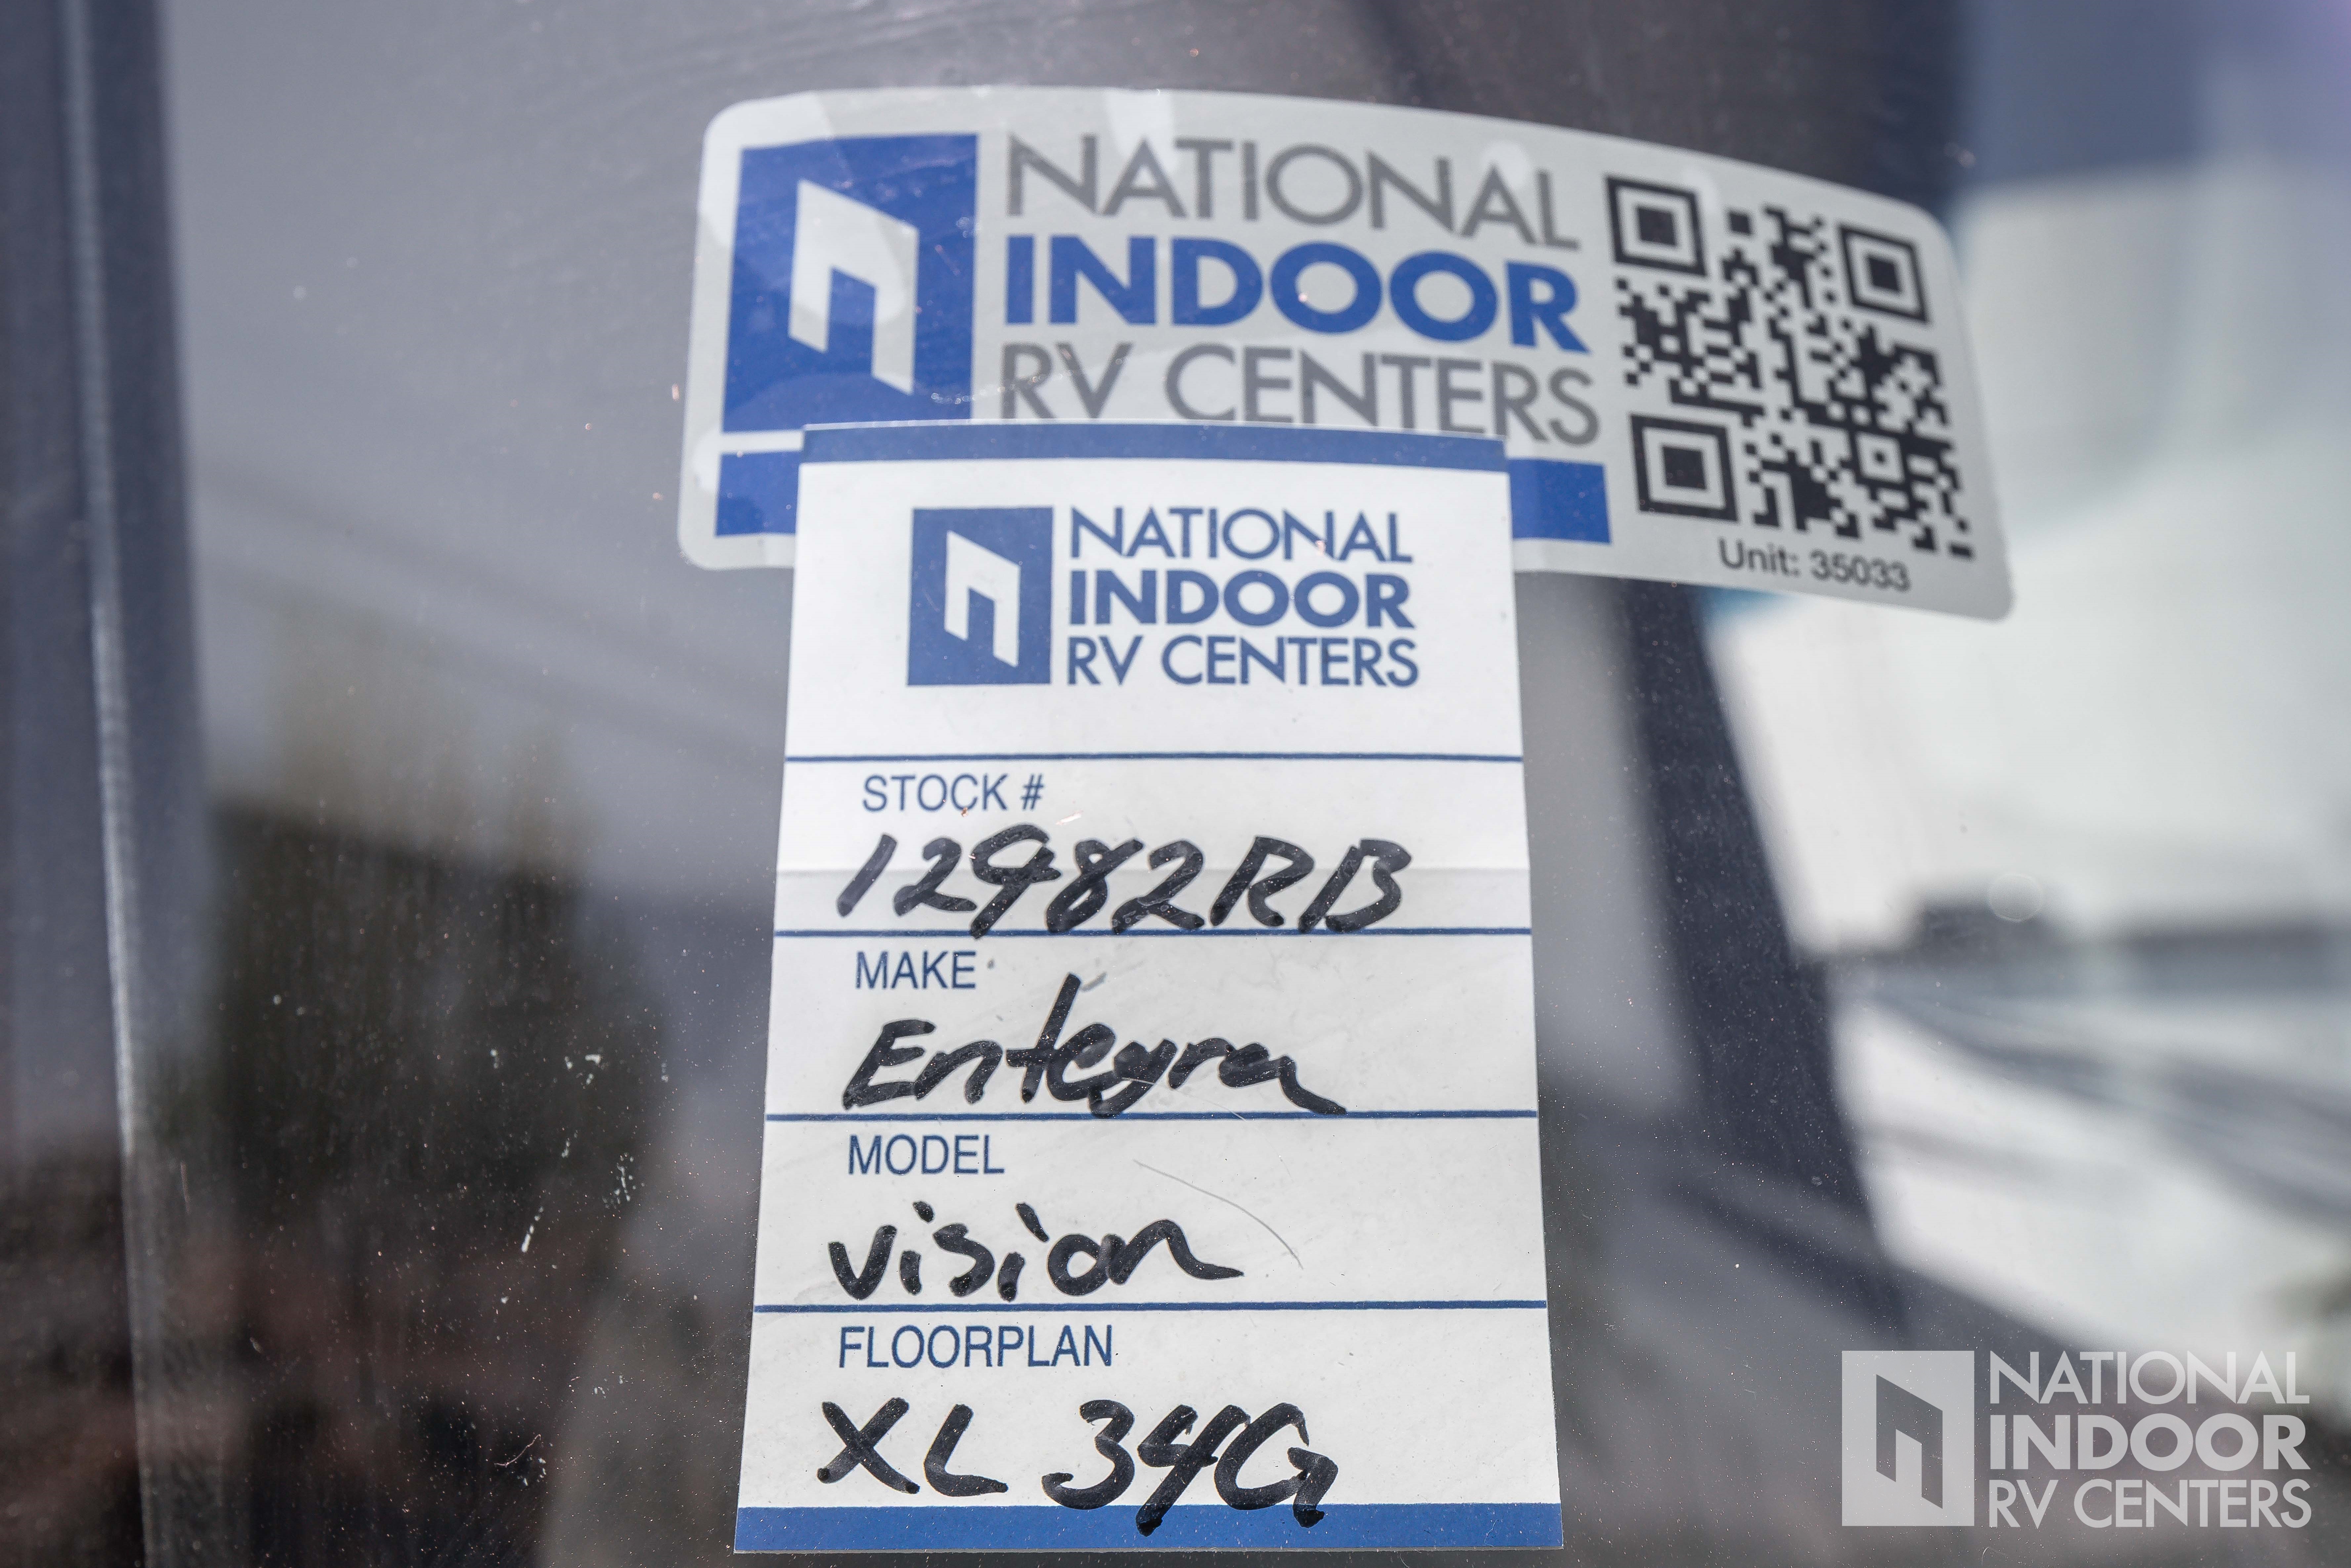 NATIONAL
INDOOR
RV CENTERS
Unit: 35033
NATIONAL
INDOOR
RV CENTERS
STOCK #
12982RB
MAKE
Entegra
MODEL
vision
FLOORPLAN
XL 34G
NATIONAL
INDOOR
RV CENTERS